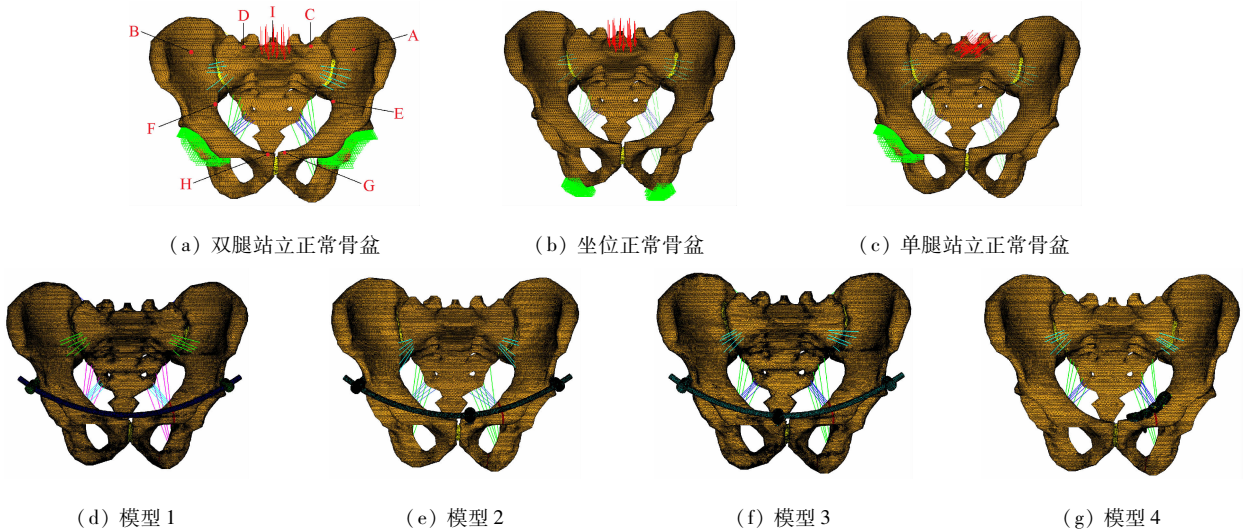 D
I
C
B
A
F
E
H
G
(a) 双腿站立正常骨盆
(b) 坐位正常骨盆
(c) 单腿站立正常骨盆
(d) 模型 1
(e) 模型 2
(f) 模型 3
(g) 模型 4